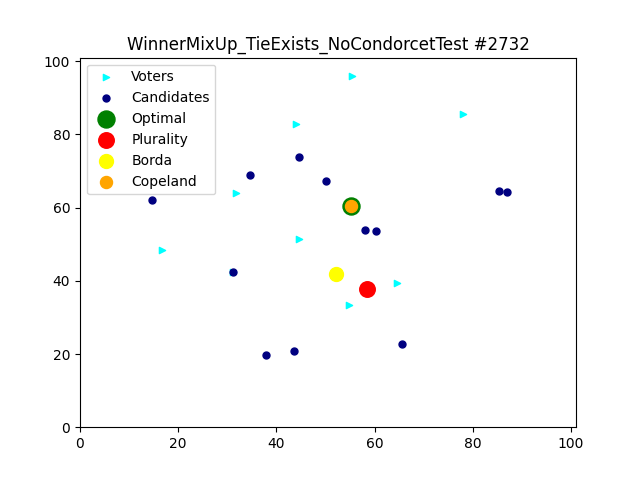 WinnerMixUp_TieExists_NoCondorcetTest #2732
100
80
60
40
20
0
Voters
Candidates
Optimal
Plurality
Borda
Copeland
0 20 40 60 80 100